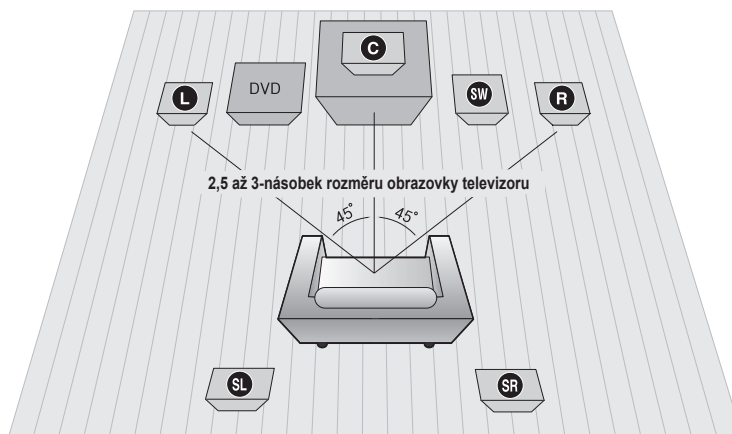 C
L
DVD
SW
R
2,5 až 3-násobek rozměru obrazovky televizoru
45° 45°
SL
SR